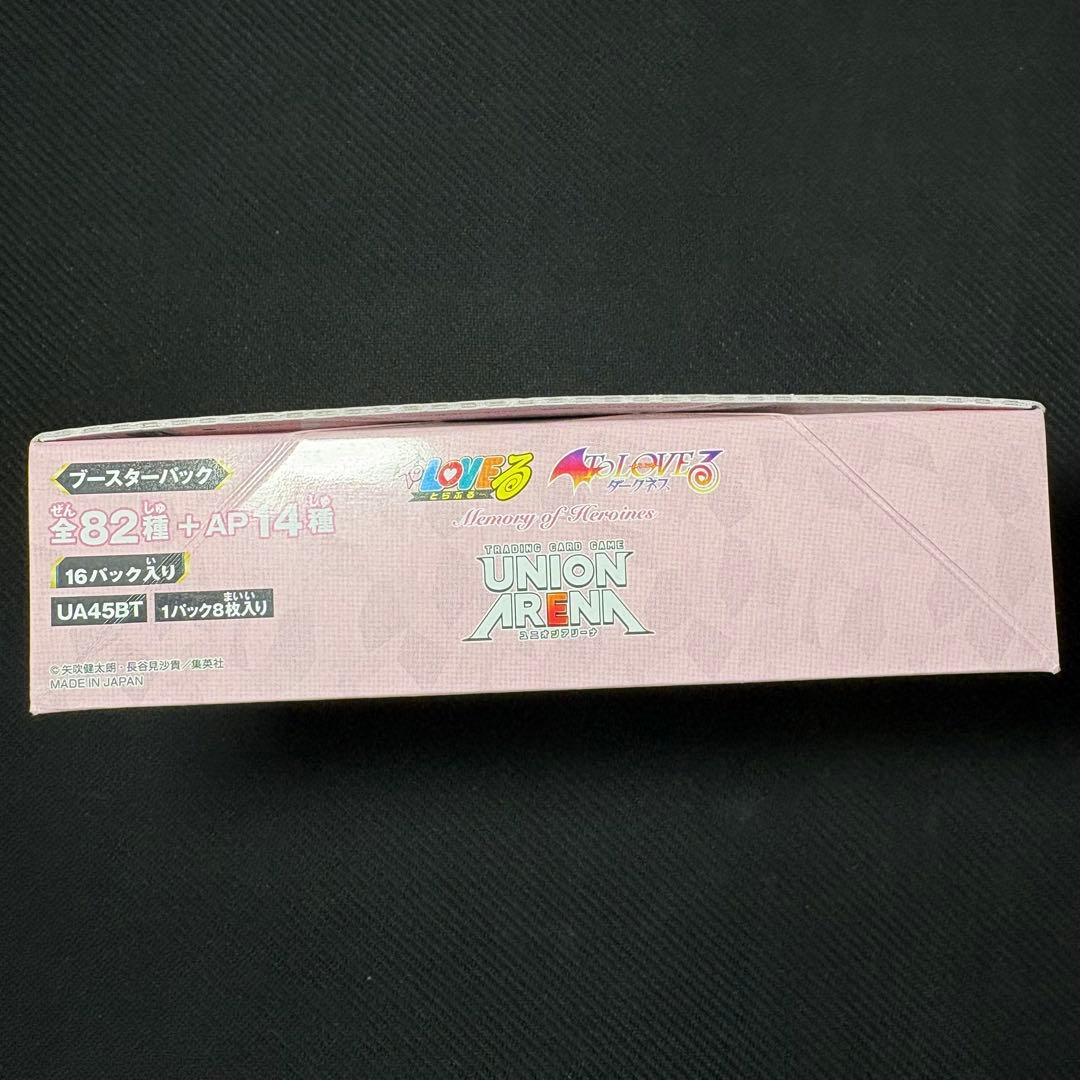 ブースターパック
ぜん しゅ しゅ
全82種+AP14種
い
16パック入り
まいい
UA45BT 1パック8枚入り
©矢吹健太朗・長谷見沙貴/集英社
MADE IN JAPAN
To LOVEる
~とらぶる~
To LOVEる
ダークネス
Memory of Heroines
TRADING CARD GAME
UNION
ARENA
ユニオンアリーナ